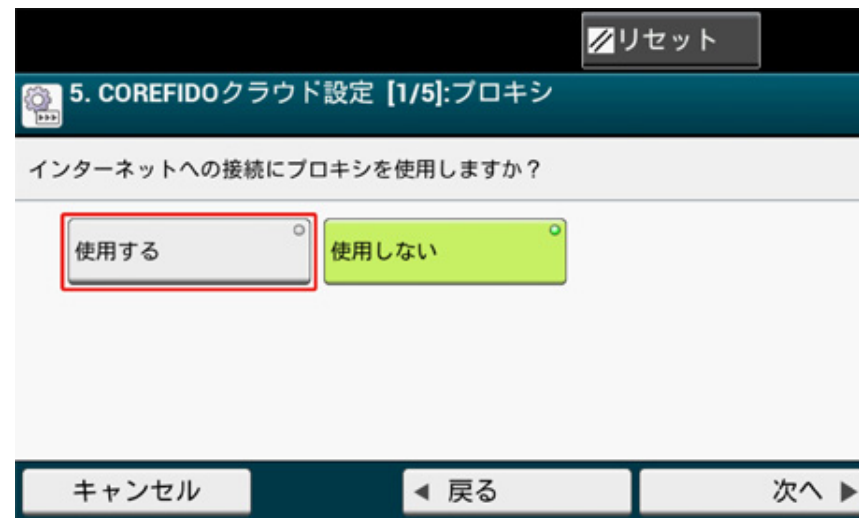 リセット
5. COREFIDOクラウド設定 [1/5]:プロキシ
インターネットへの接続にプロキシを使用しますか？
使用する 使用しない
キャンセル ◀ 戻る 次へ ▶